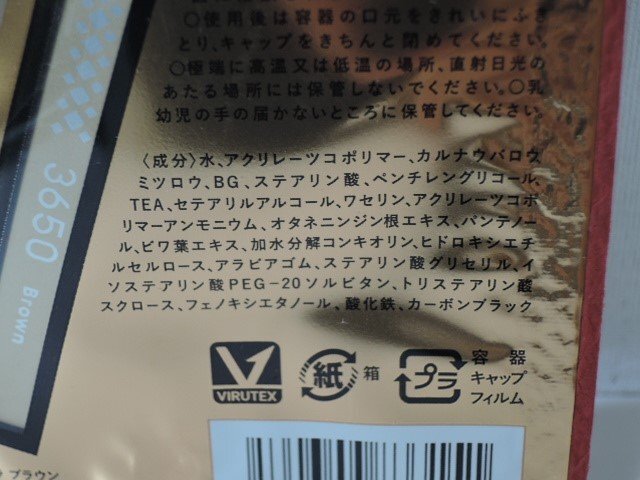 ○使用後は容器の口元をきれいにふき
とり、キャップをきちんと閉めてください。
○極端に高温又は低温の場所、直射日光の
あたる場所には保管しないでください。○乳
幼児の手の届かないところに保管してください。
〈成分〉水、アクリレーツコポリマー、カルナウバロウ、
ミツロウ、BG、ステアリン酸、ペンチレングリコール、
TEA、セテアリルアルコール、ワセリン、アクリレーツコポ
リマーアンモニウム、オタネニンジン根エキス、パンテノー
ル、ビワ葉エキス、加水分解コンキオリン、ヒドロキシエチ
ルセルロース、アラビアゴム、ステアリン酸グリセリル、イ
ソステアリン酸PEG-20ソルビタン、トリステアリン酸
スクロース、フェノキシエタノール、酸化鉄、カーボンブラック
V
VIRUTEX
紙 箱
プラ 容器
キャップ
フィルム
3650 Brown
ブラウン